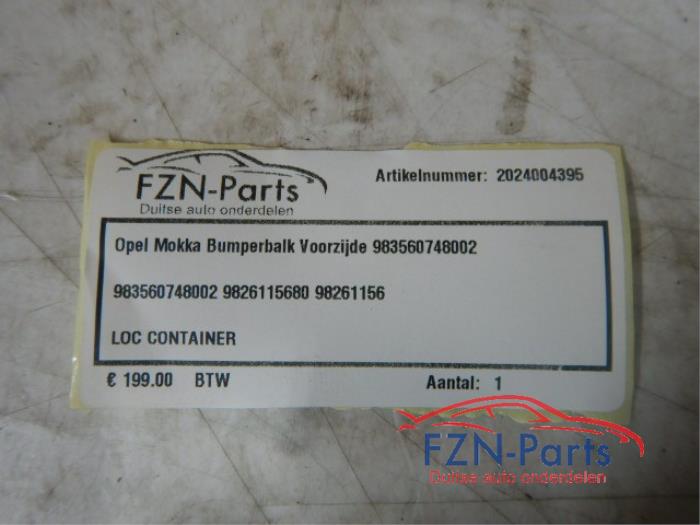 FZN-Parts
Duitse auto onderdelen
Artikelnummer: 2024004395
Opel Mokka Bumperbalk Voorzijde 983560748002
983560748002 9826115680 98261156
LOC CONTAINER
€ 199.00 BTW Aantal: 1
FZN-Parts
Duitse auto onderdelen